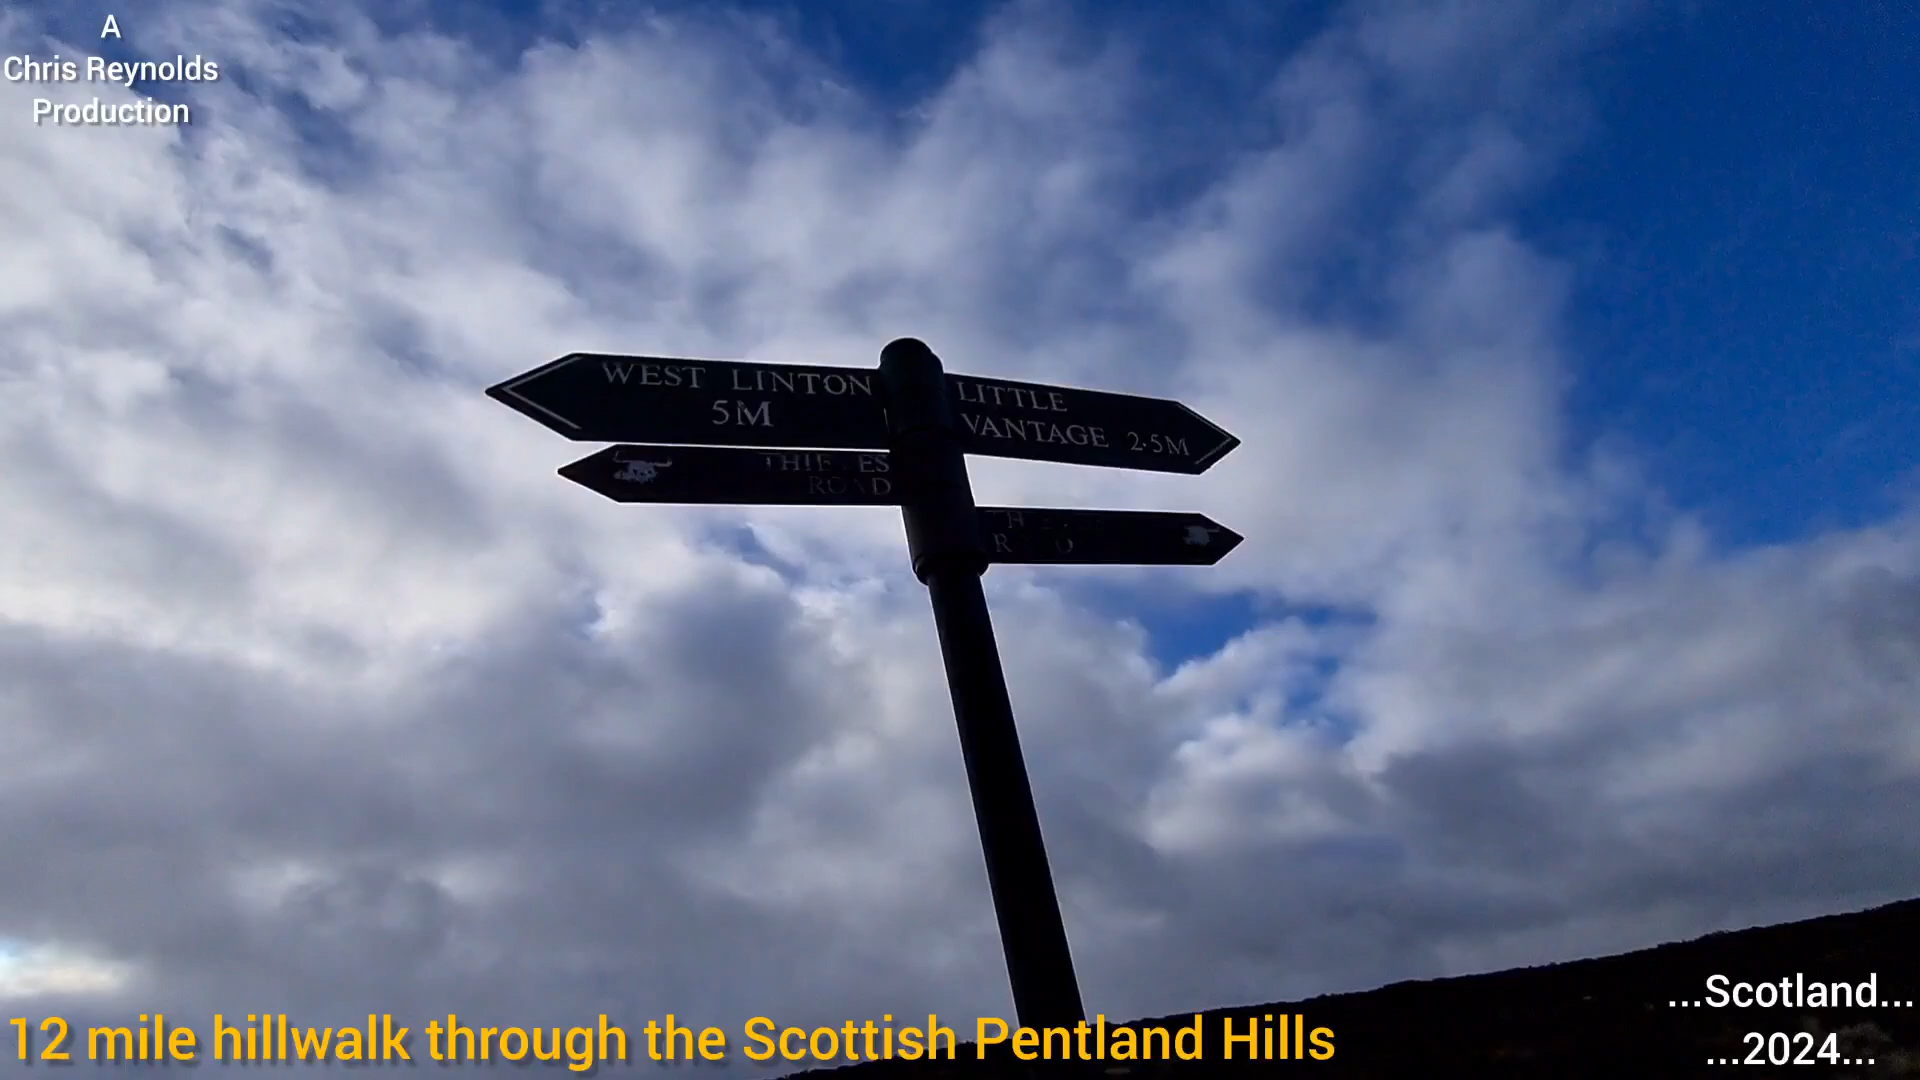 A
Chris Reynolds
Production
WEST LINTON
5M
LITTLE
VANTAGE 2·5M
12 mile hillwalk through the Scottish Pentland Hills
...Scotland...
...2024...